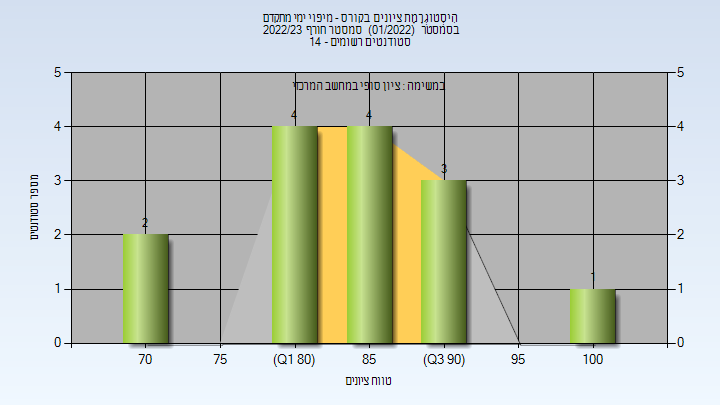 היסטוגרמת ציונים בקורס - מיפוי ימי מתקדם
בסמסטר (01/2022) סמסטר חורף 2022/23
סטודנטים רשומים - 14
במשימה : ציון סופי במחשב המרכזי
מספר סטודנטים
5
4
3
2
1
0
5
4
3
2
1
0
2
4
4
3
1
70
75
(Q1 80)
85
(Q3 90)
95
100
טווח ציונים